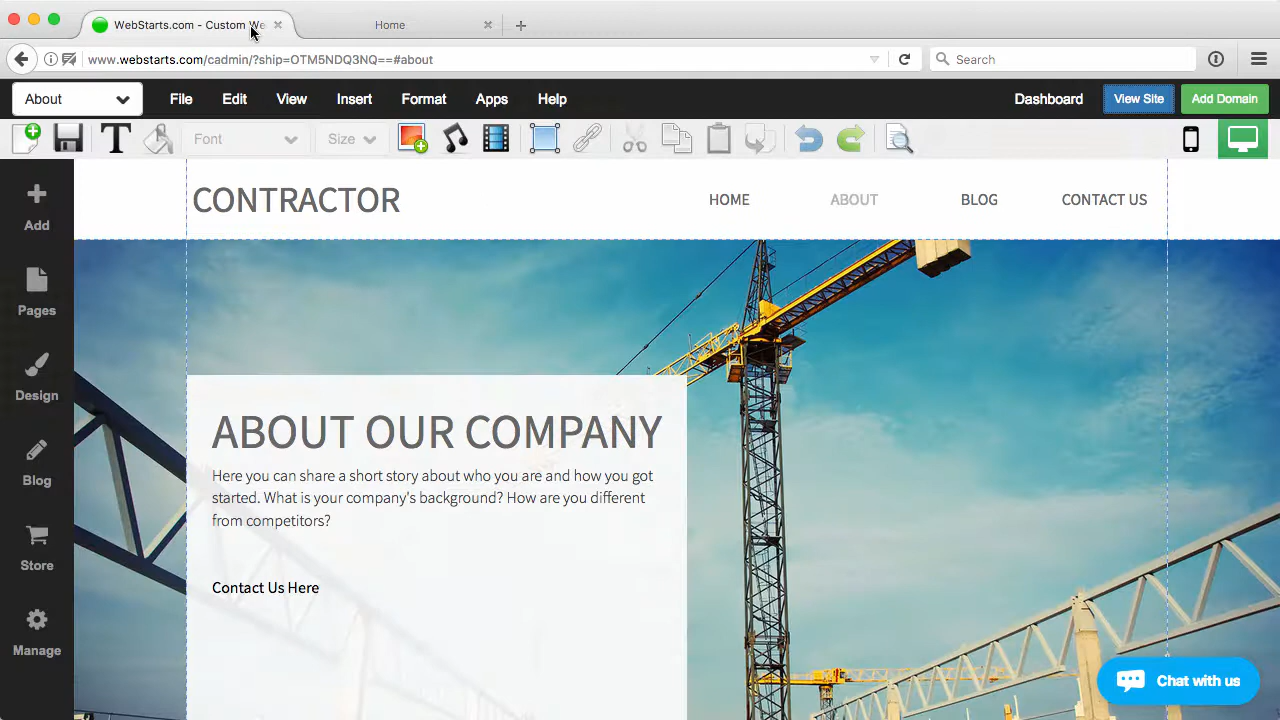 WebStarts.com - Custom We
Home
www.webstarts.com/cadmin/?ship=OTM5NDQ3NQ==#about
Search
About
File
Edit
View
Insert
Format
Apps
Help
Dashboard
View Site
Add Domain
T
Font
Size
Add
Pages
Design
Blog
Store
Manage
CONTRACTOR
HOME
ABOUT
BLOG
CONTACT US
ABOUT OUR COMPANY
Here you can share a short story about who you are and how you got
started. What is your company's background? How are you different
from competitors?
Contact Us Here
Chat with us